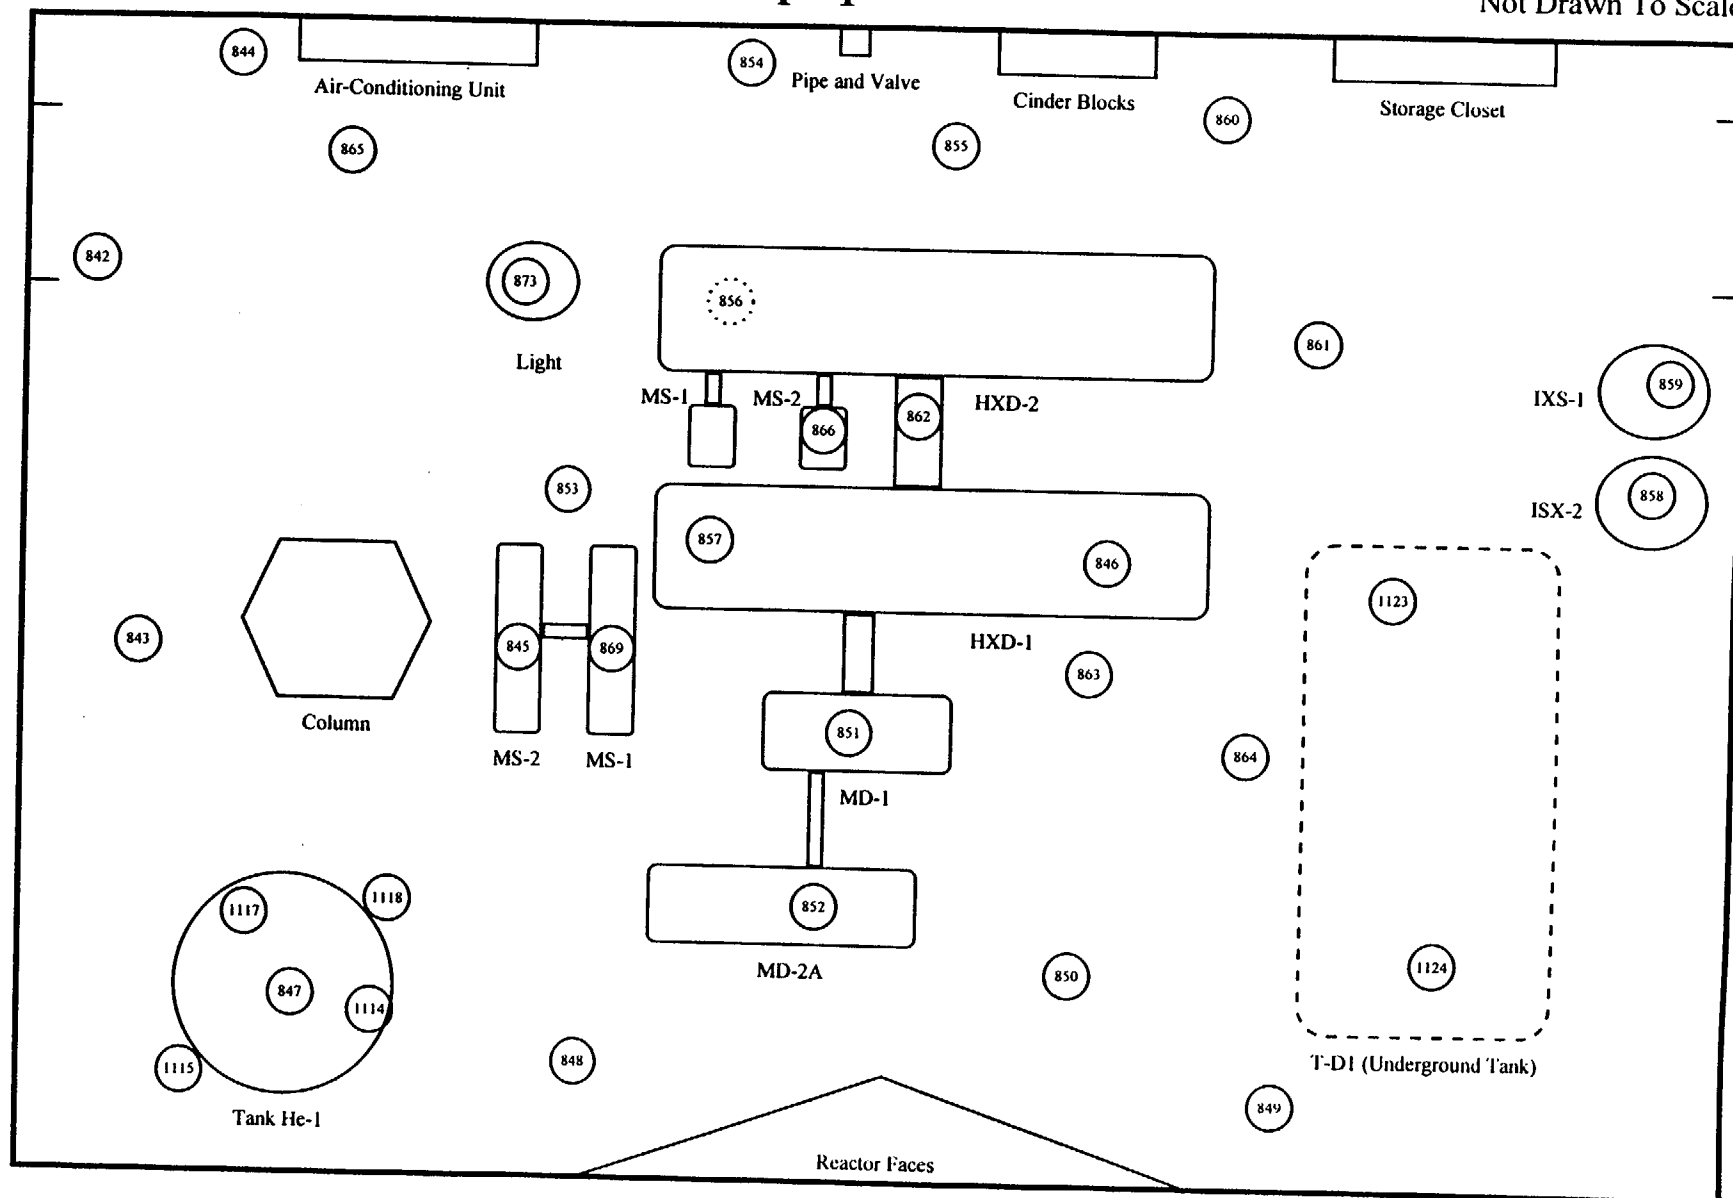 Not Drawn To Scale
844
854
Air-Conditioning Unit
Pipe and Valve
Cinder Blocks
Storage Closet
860
865
855
842
873
856
Light
861
MS-1
MS-2
HXD-2
IXS-1
859
866
862
853
ISX-2
858
857
846
1123
843
845
869
HXD-1
863
Column
851
MS-2
MS-1
864
MD-1
1117
1118
852
MD-2A
850
1124
847
1114
1115
848
T-D1 (Underground Tank)
Tank He-1
849
Reactor Faces